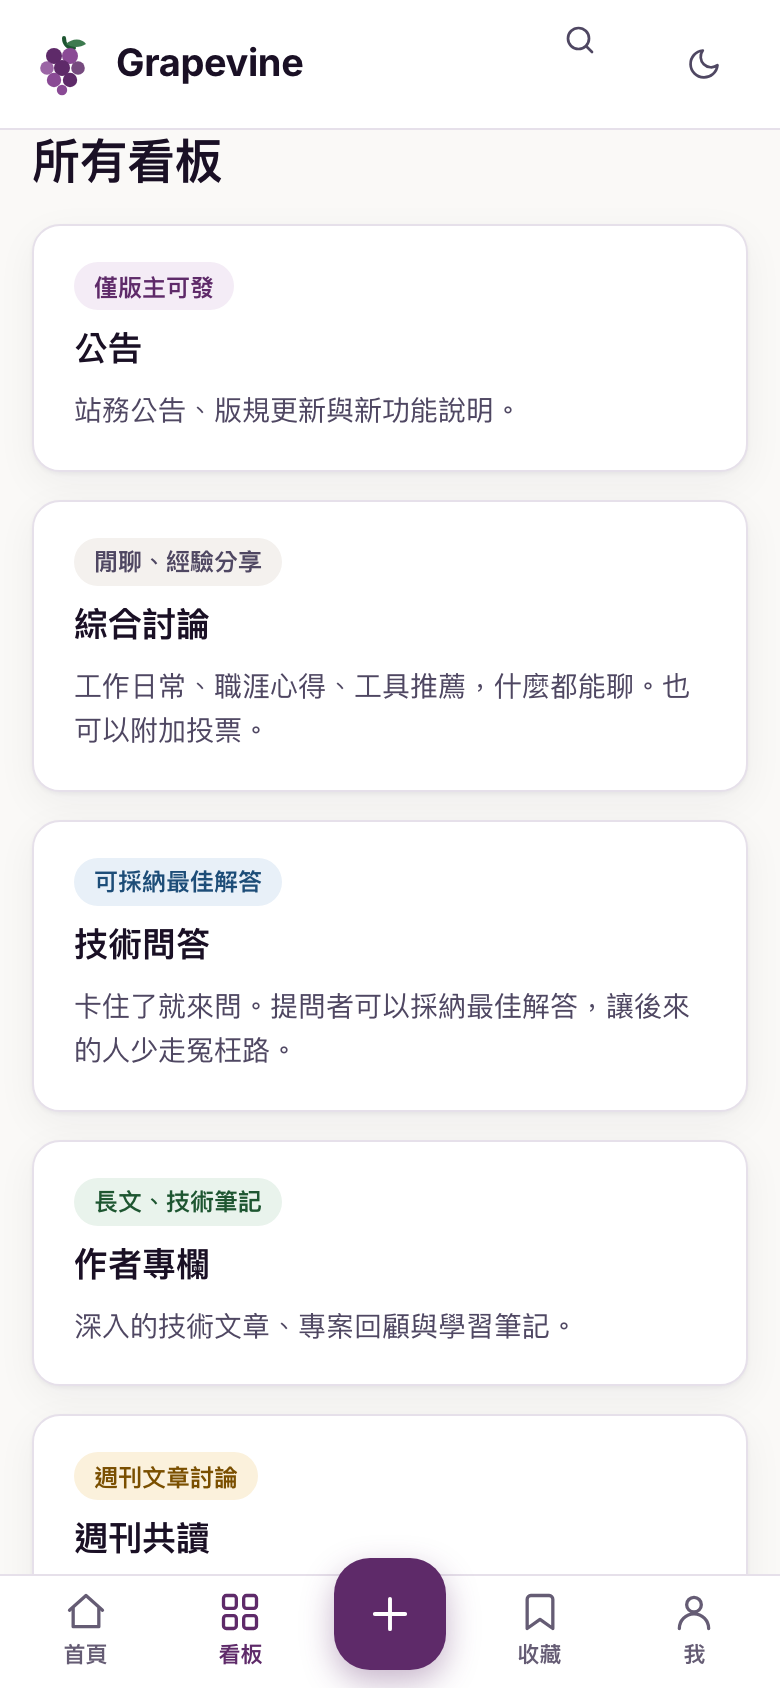 Grapevine
所有看板
僅版主可發
公告
站務公告、版規更新與新功能說明。
閒聊、經驗分享
綜合討論
工作日常、職涯心得、工具推薦，什麼都能聊。也
可以附加投票。
可採納最佳解答
技術問答
卡住了就來問。提問者可以採納最佳解答，讓後來
的人少走冤枉路。
長文、技術筆記
作者專欄
深入的技術文章、專案回顧與學習筆記。
週刊文章討論
週刊共讀
首頁
看板
收藏
我